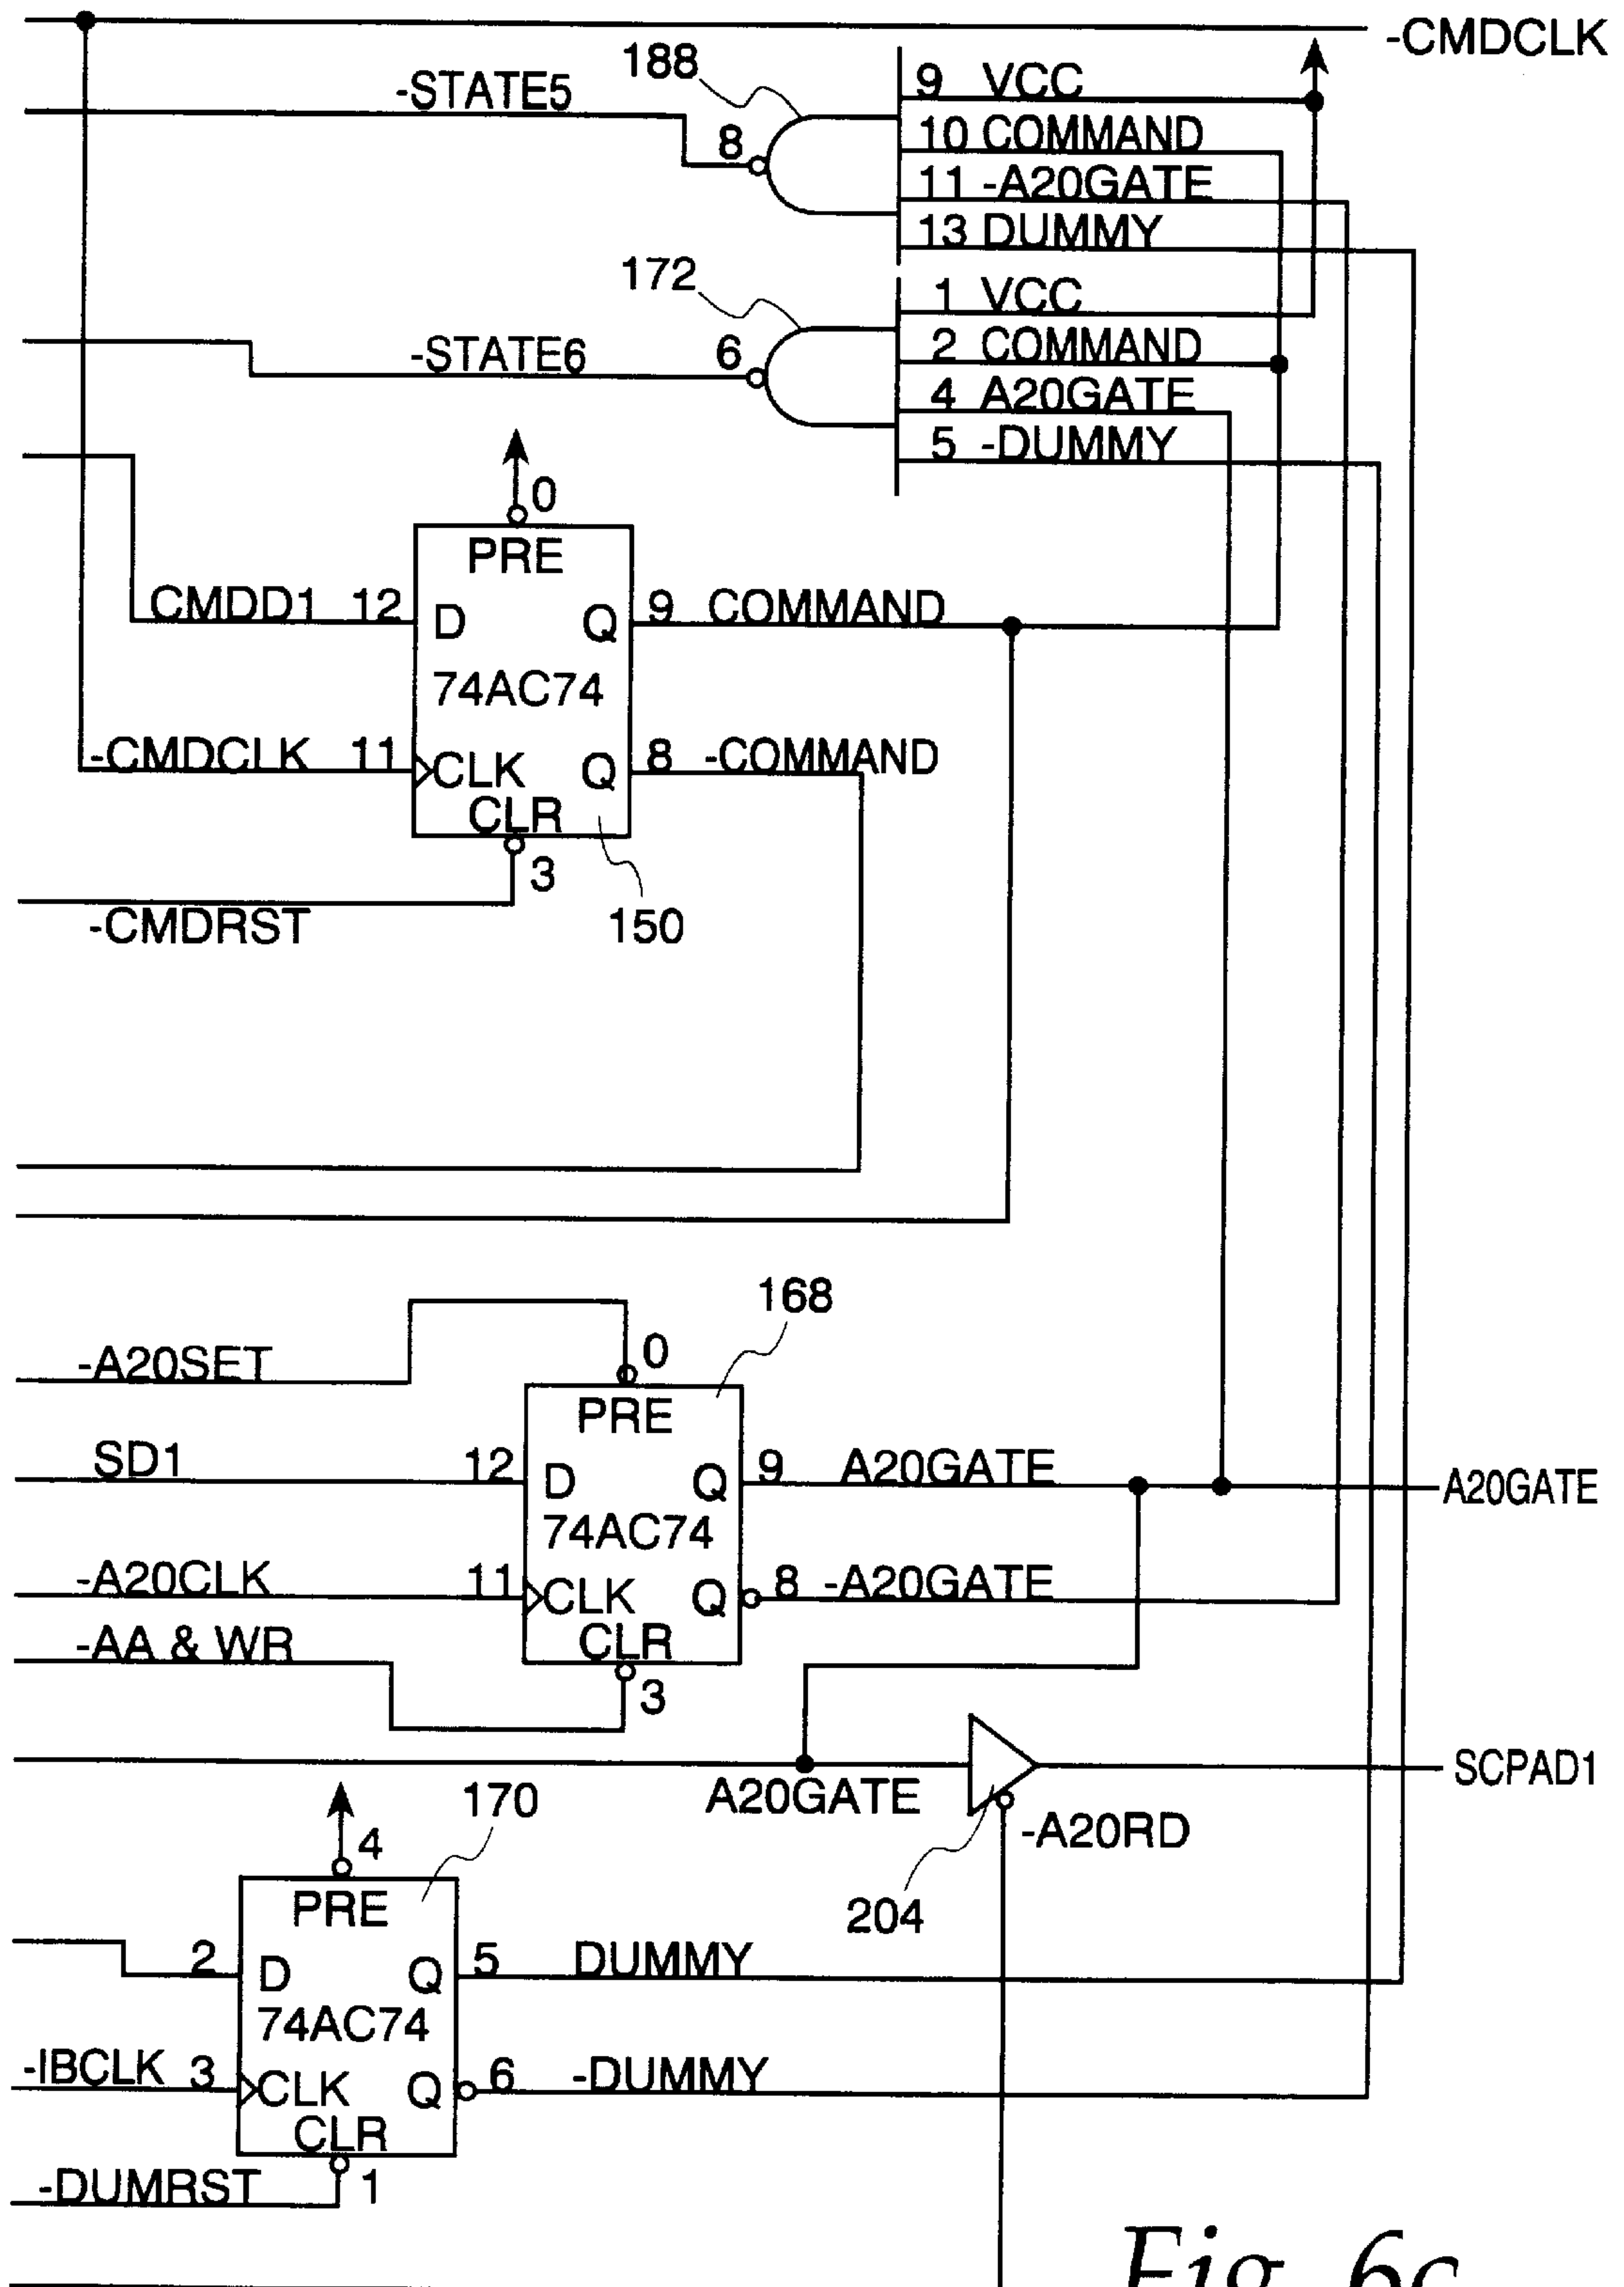 -CMDCLK
188
9 VCC
-STATE5
8
10 COMMAND
11 -A20GATE
13 DUMMY
172
1 VCC
-STATE6
6
2 COMMAND
4 A20GATE
5 -DUMMY
0
PRE
CMDD1 12 D Q 9 COMMAND
74AC74
-CMDCLK 11 CLK Q 8 -COMMAND
CLR
3
-CMDRST
150
168
-A20SET
0
PRE
SD1 12 D Q 9 A20GATE
A20GATE
74AC74
-A20CLK 11 CLK Q 8 -A20GATE
-AA & WR
CLR
3
SCPAD1
A20GATE
170
-A20RD
4
204
PRE
2 D Q 5 DUMMY
74AC74
-IBCLK 3 CLK Q 6 -DUMMY
CLR
-DUMRST 1
Fig. 6c